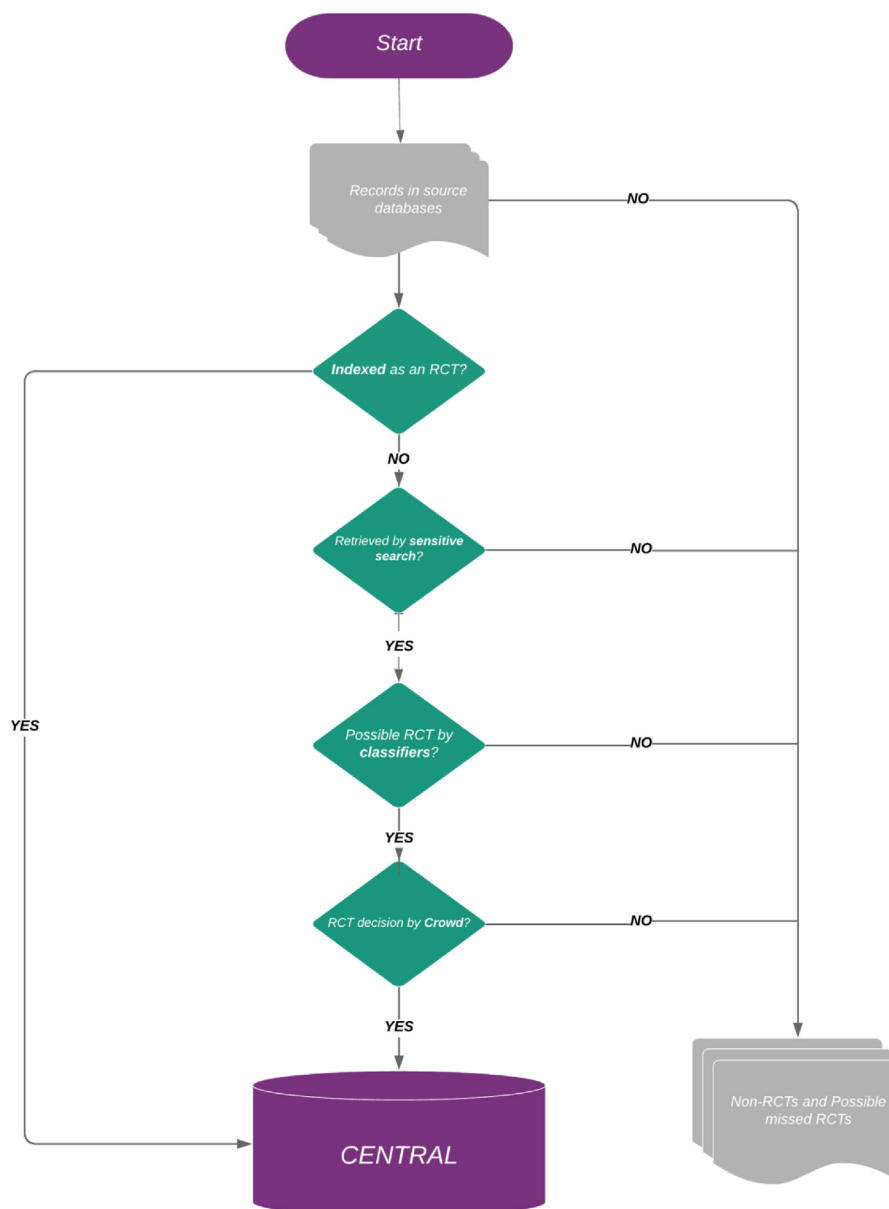 Start
Records in source
databases
NO
Indexed as an RCT?
NO
Retrieved by sensitive
search?
NO
YES
YES
Possible RCT by
classifiers?
NO
YES
RCT decision by Crowd?
NO
YES
Non-RCTs and Possible
missed RCTs
CENTRAL